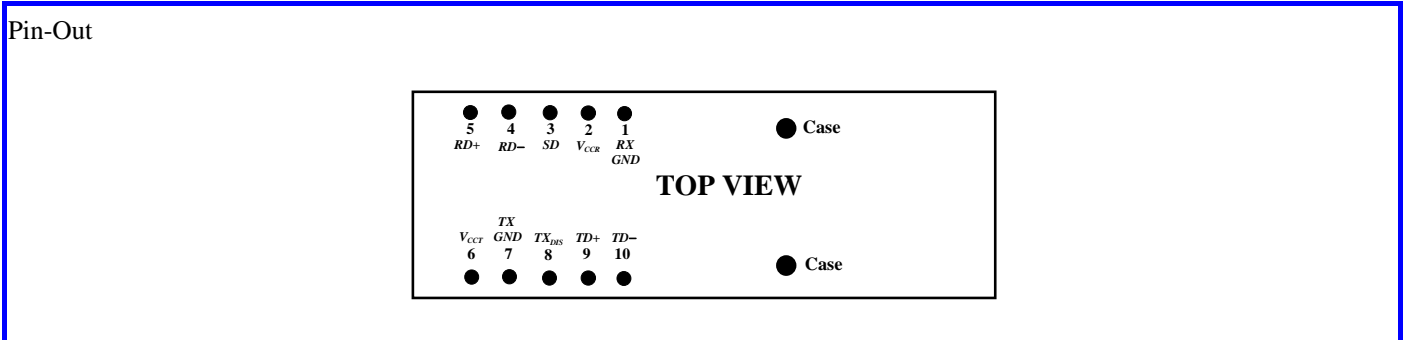 Pin-Out
5 4 3 2 1 Case
RD+ RD− SD VCCR RX
GND
TOP VIEW
TX
VCCT GND TXDIS TD+ TD−
6 7 8 9 10 Case